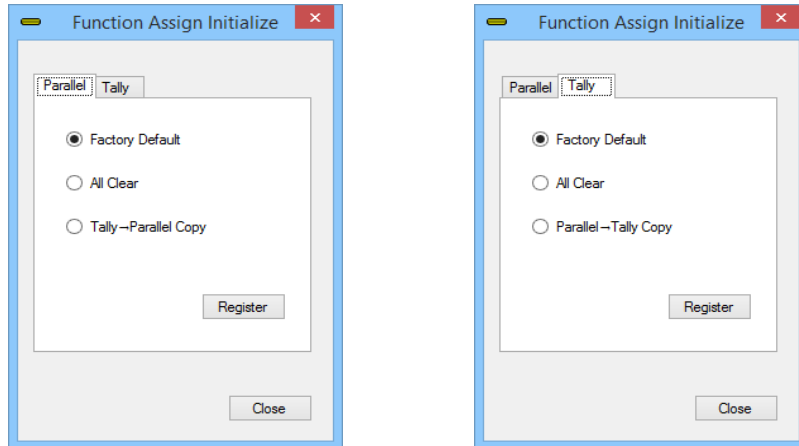 Function Assign Initialize
Parallel Tally
Factory Default
All Clear
Tally→Parallel Copy
Register
Close
Function Assign Initialize
Parallel Tally
Factory Default
All Clear
Parallel→Tally Copy
Register
Close